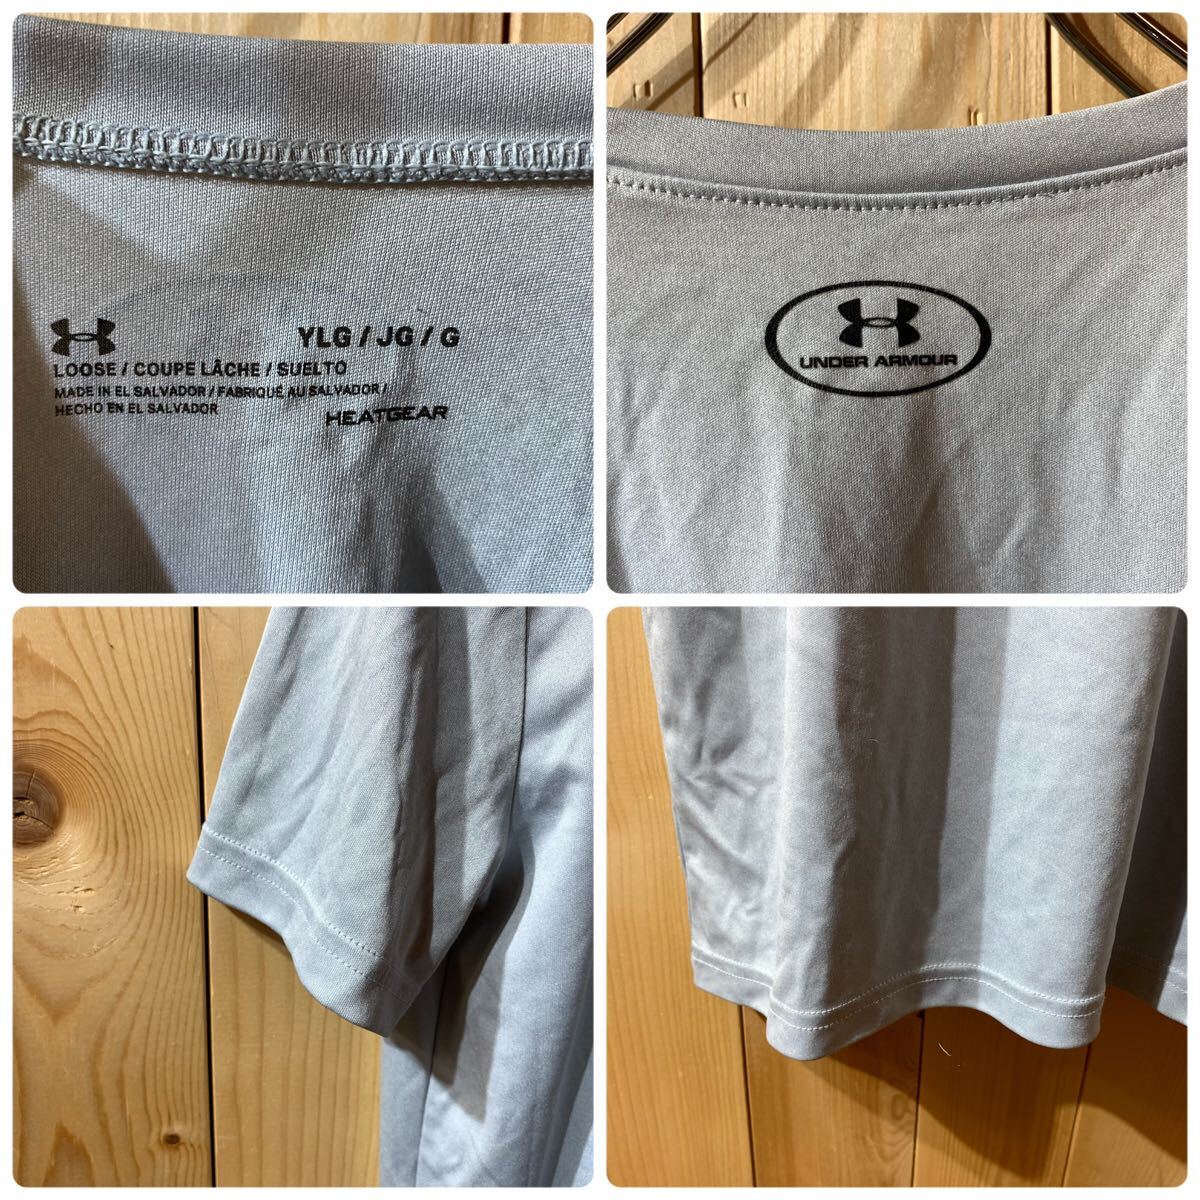 YLG / JG / G
LOOSE / COUPE LÂCHE / SUELTO
MADE IN EL SALVADOR / FABRIQUÉ AU SALVADOR /
HECHO EN EL SALVADOR
HEATGEAR
UNDER ARMOUR